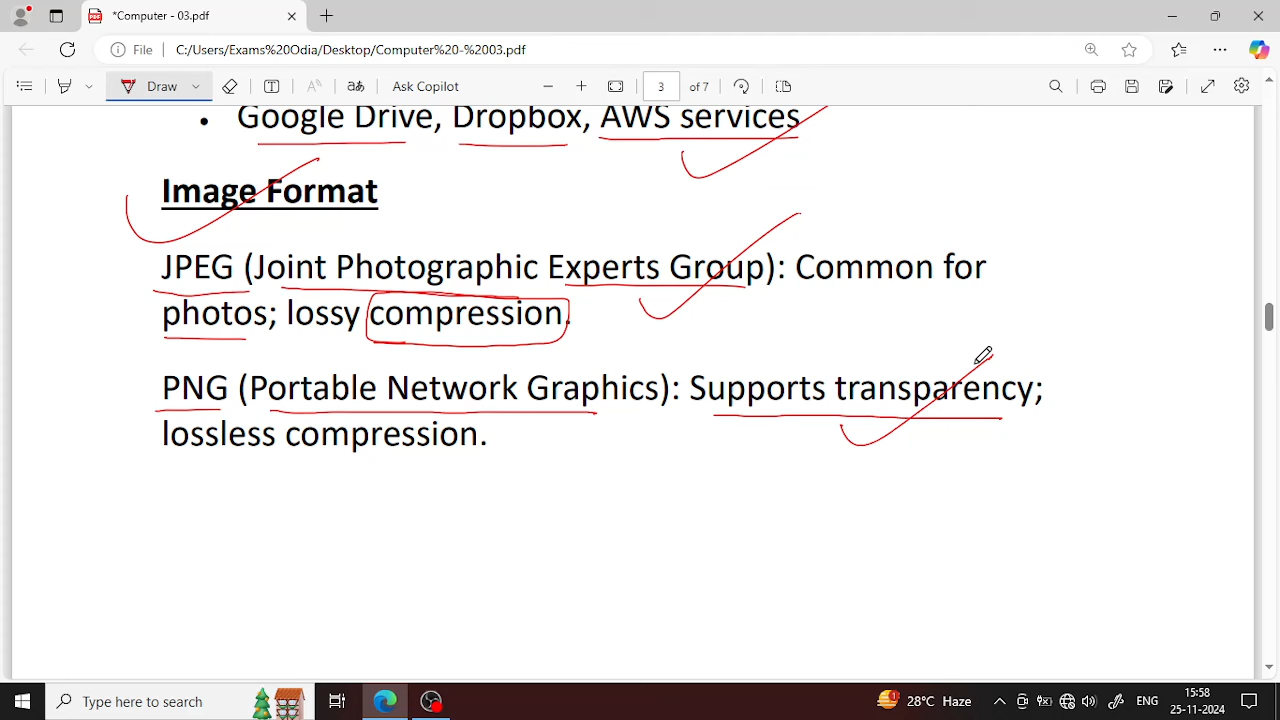 *Computer - 03.pdf
File
C:/Users/Exams%20Odia/Desktop/Computer%20-%2003.pdf
Draw
Ask Copilot
3
of 7
• Google Drive, Dropbox, AWS services
Image Format
JPEG (Joint Photographic Experts Group): Common for
photos; lossy compression.
PNG (Portable Network Graphics): Supports transparency;
lossless compression.
Type here to search
1
28°C Haze
ENG
15:58
25-11-2024